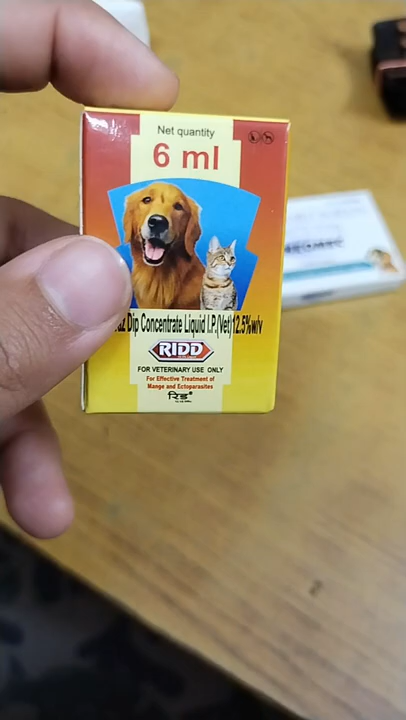 Net quantity
6 ml
Dip Concentrate Liquid I.P.(Vet) 12.5%w/v
RIDD
FOR VETERINARY USE ONLY
For Effective Treatment of
Mange and Ectoparasites
रिड